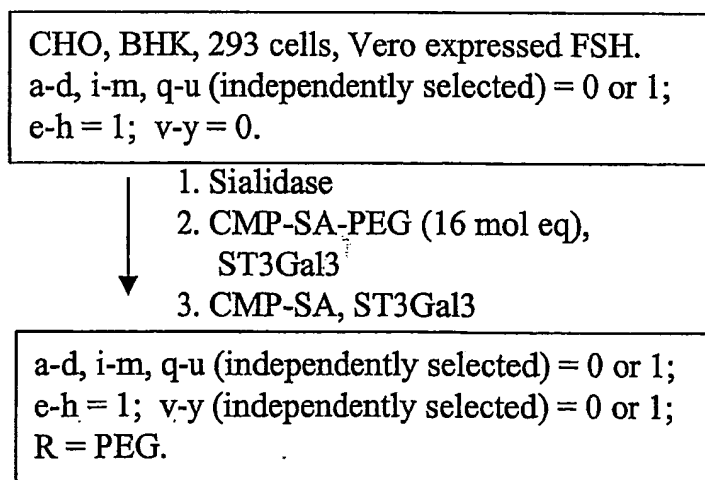 CHO, BHK, 293 cells, Vero expressed FSH.
a-d, i-m, q-u (independently selected) = 0 or 1;
e-h = 1; v-y = 0.
1. Sialidase
2. CMP-SA-PEG (16 mol eq),
ST3Gal3
3. CMP-SA, ST3Gal3
a-d, i-m, q-u (independently selected) = 0 or 1;
e-h = 1; v-y (independently selected) = 0 or 1;
R = PEG.